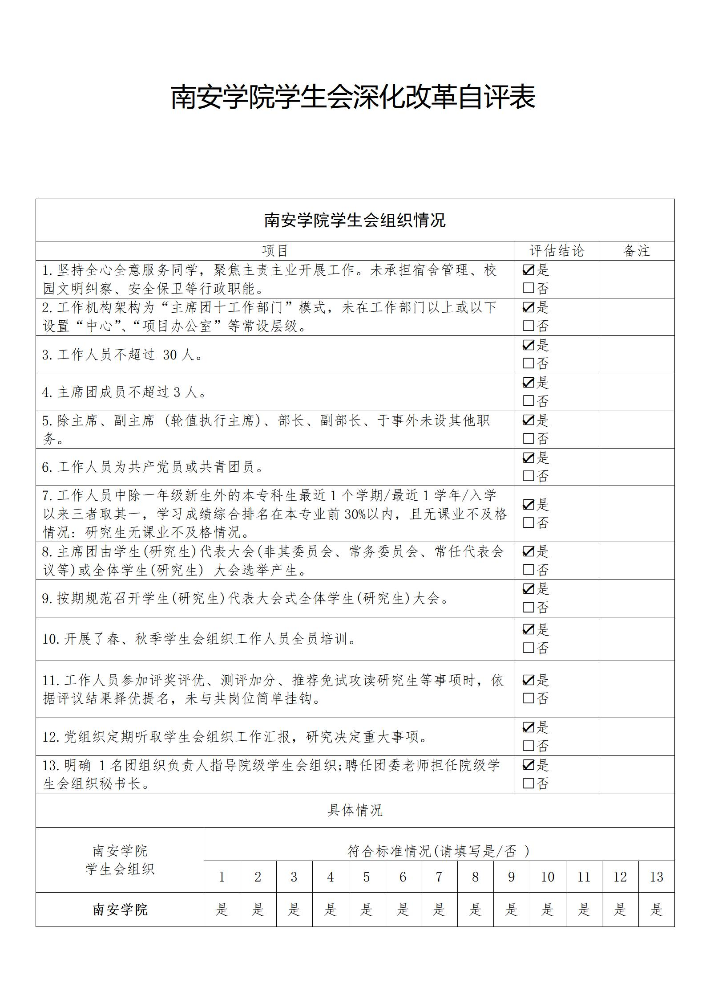 南安学院学生会深化改革自评表
南安学院学生会组织情况
项目 评估结论 备注
1.坚持全心全意服务同学，聚焦主责主业开展工作。未承担宿舍管理、校
园文明纠察、安全保卫等行政职能。
☑是
☐否
2.工作机构架构为“主席团十工作部门”模式，未在工作部门以上或以下
设置“中心”、“项目办公室”等常设层级。
☑是
☐否
3.工作人员不超过 30人。
☑是
☐否
4.主席团成员不超过3人。
☑是
☐否
5.除主席、副主席 (轮值执行主席)、部长、副部长、于事外未设其他职
务。
☑是
☐否
6.工作人员为共产党员或共青团员。
☑是
☐否
7.工作人员中除一年级新生外的本专科生最近1个学期/最近1学年/入学
以来三者取其一，学习成绩综合排名在本专业前30%以内，且无课业不及格
情况: 研究生无课业不及格情况。
☑是
☐否
8.主席团由学生(研究生)代表大会(非其委员会、常务委员会、常任代表会
议等)或全体学生(研究生) 大会选举产生。
☑是
☐否
9.按期规范召开学生(研究生)代表大会式全体学生(研究生)大会。
☑是
☐否
10.开展了春、秋季学生会组织工作人员全员培训。
☑是
☐否
11.工作人员参加评奖评优、测评加分、推荐免试攻读研究生等事项时，依
据评议结果择优提名，未与共岗位简单挂钩。
☑是
☐否
12.党组织定期听取学生会组织工作汇报，研究决定重大事项。
☑是
☐否
13.明确 1名团组织负责人指导院级学生会组织;聘任团委老师担任院级学
生会组织秘书长。
☑是
☐否
具体情况
南安学院
学生会组织
符合标准情况(请填写是/否 )
1 2 3 4 5 6 7 8 9 10 11 12 13
南安学院 是 是 是 是 是 是 是 是 是 是 是 是 是